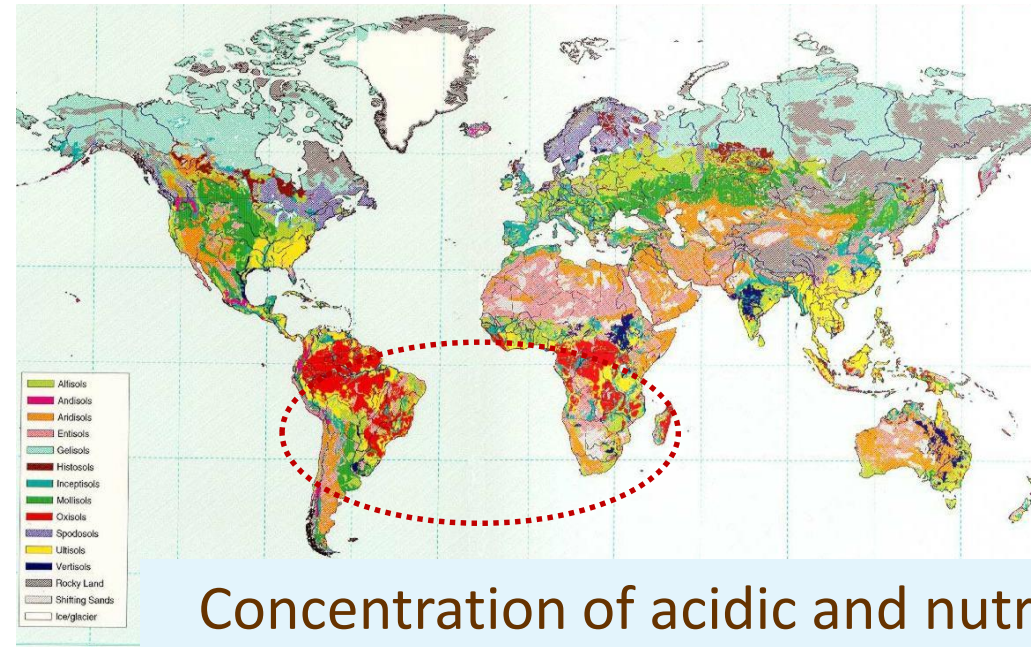 Alfisols
Andisols
Aridisols
Entisols
Gelisols
Histosols
Inceptisols
Mollisols
Oxisols
Spodosols
Ultisols
Vertisols
Rocky Land
Shifting Sands
Ice/glacier
Concentration of acidic and nutr